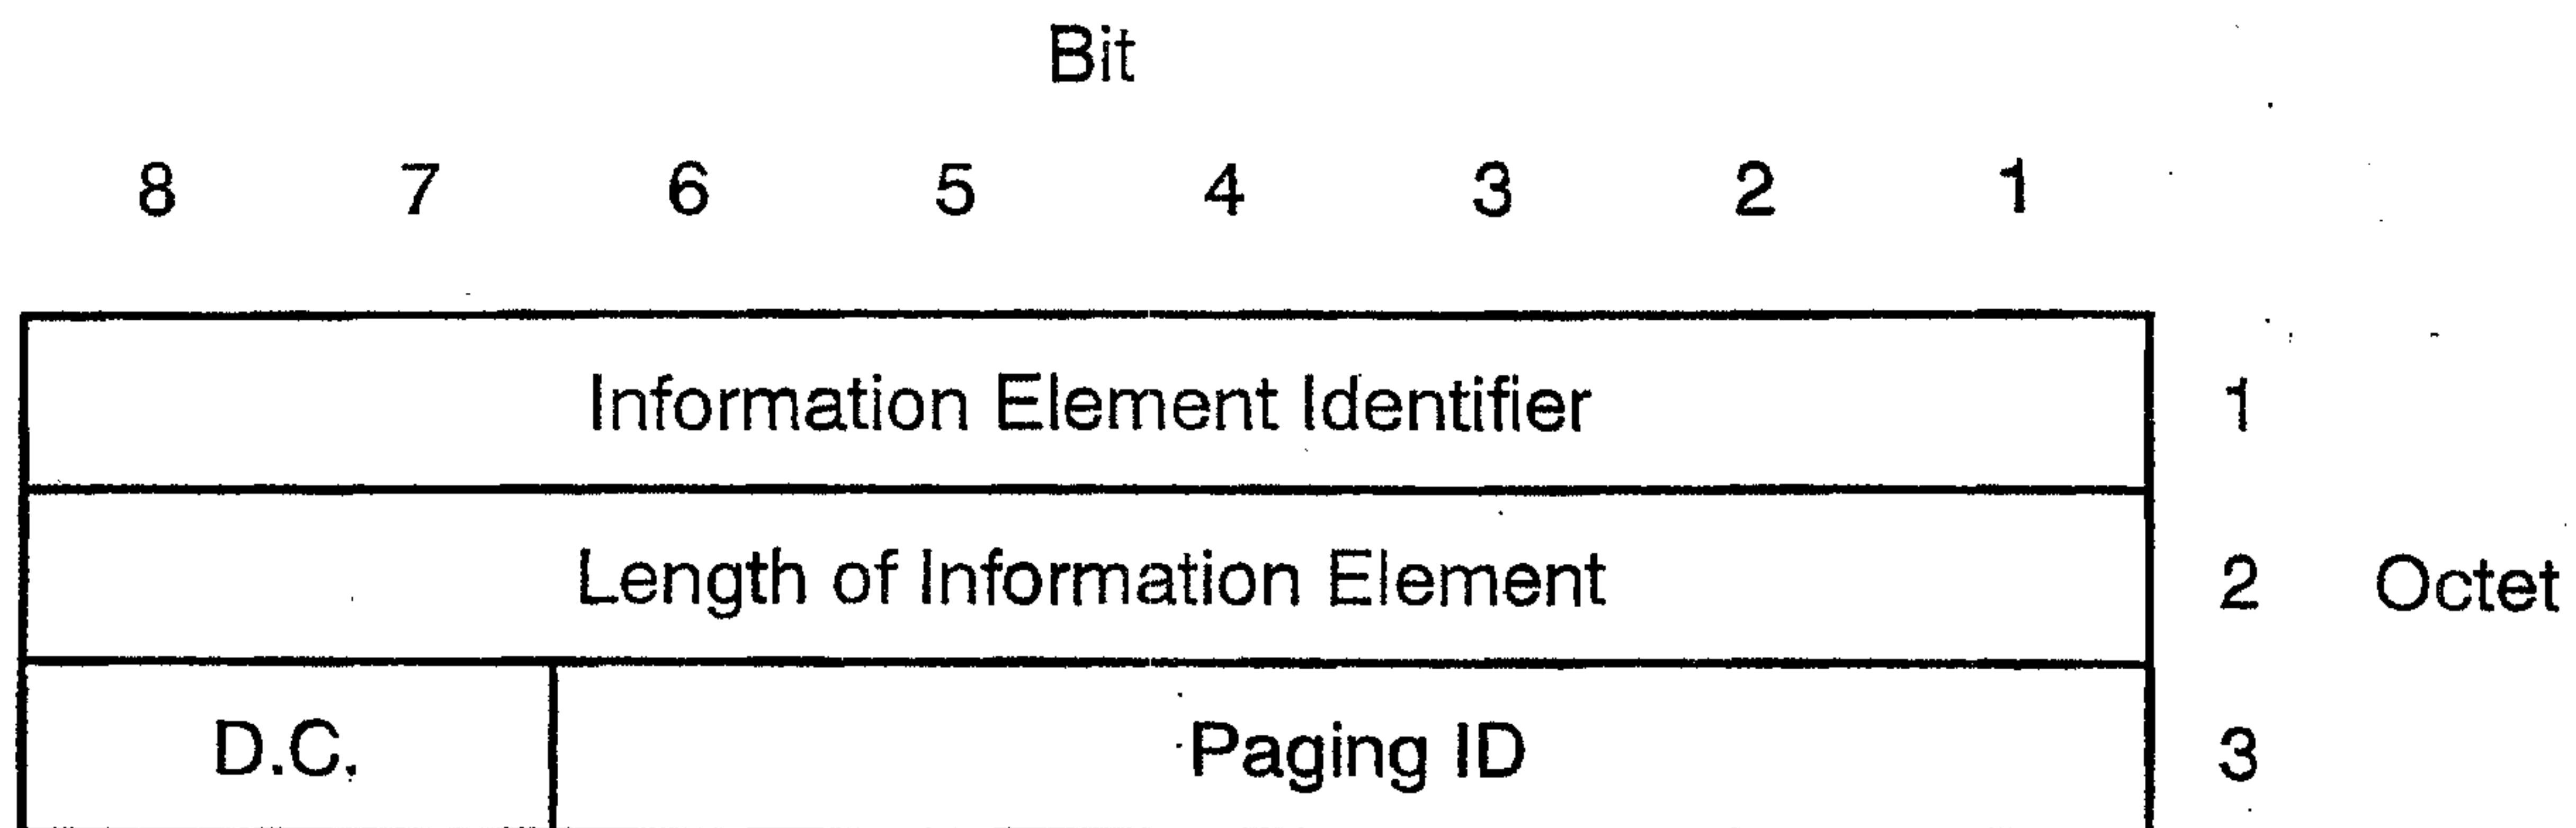 Bit
8 7 6 5 4 3 2 1
Information Element Identifier 1
Length of Information Element 2 Octet
D.C. Paging ID 3